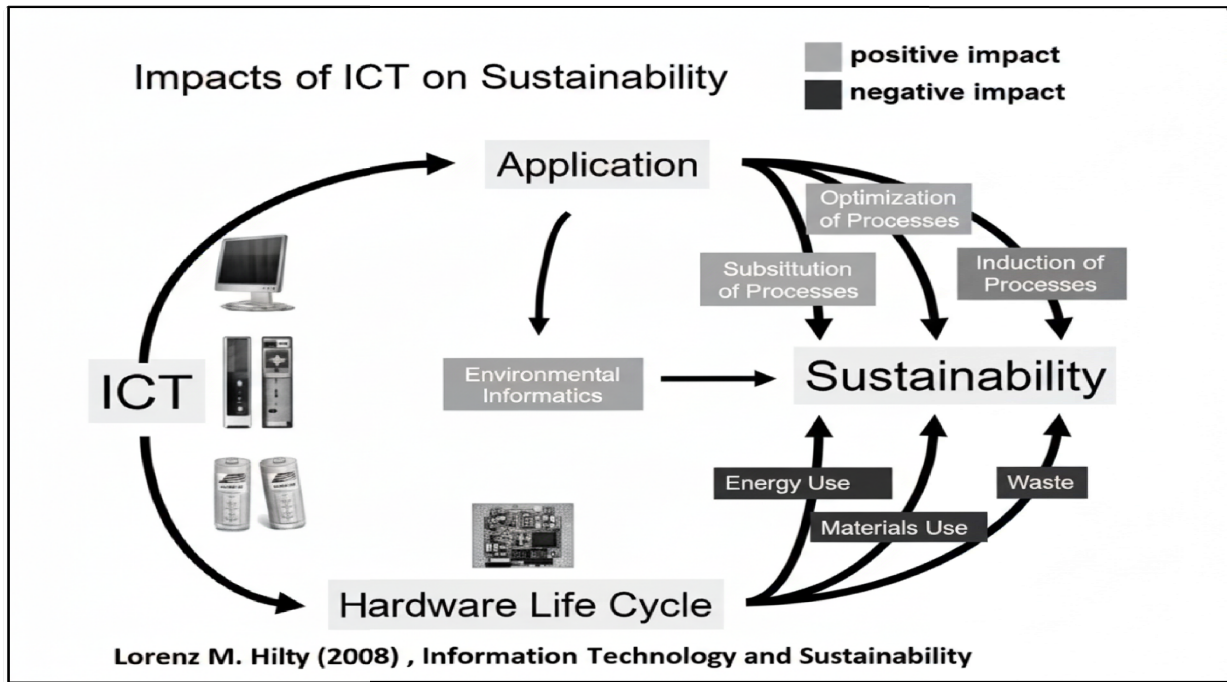 Impacts of ICT on Sustainability
positive impact
negative impact
Application
Optimization
of Processes
Subsittution
of Processes
Induction of
Processes
ICT
Environmental
Informatics
Sustainability
Energy Use
Waste
Materials Use
Hardware Life Cycle
Lorenz M. Hilty (2008) , Information Technology and Sustainability